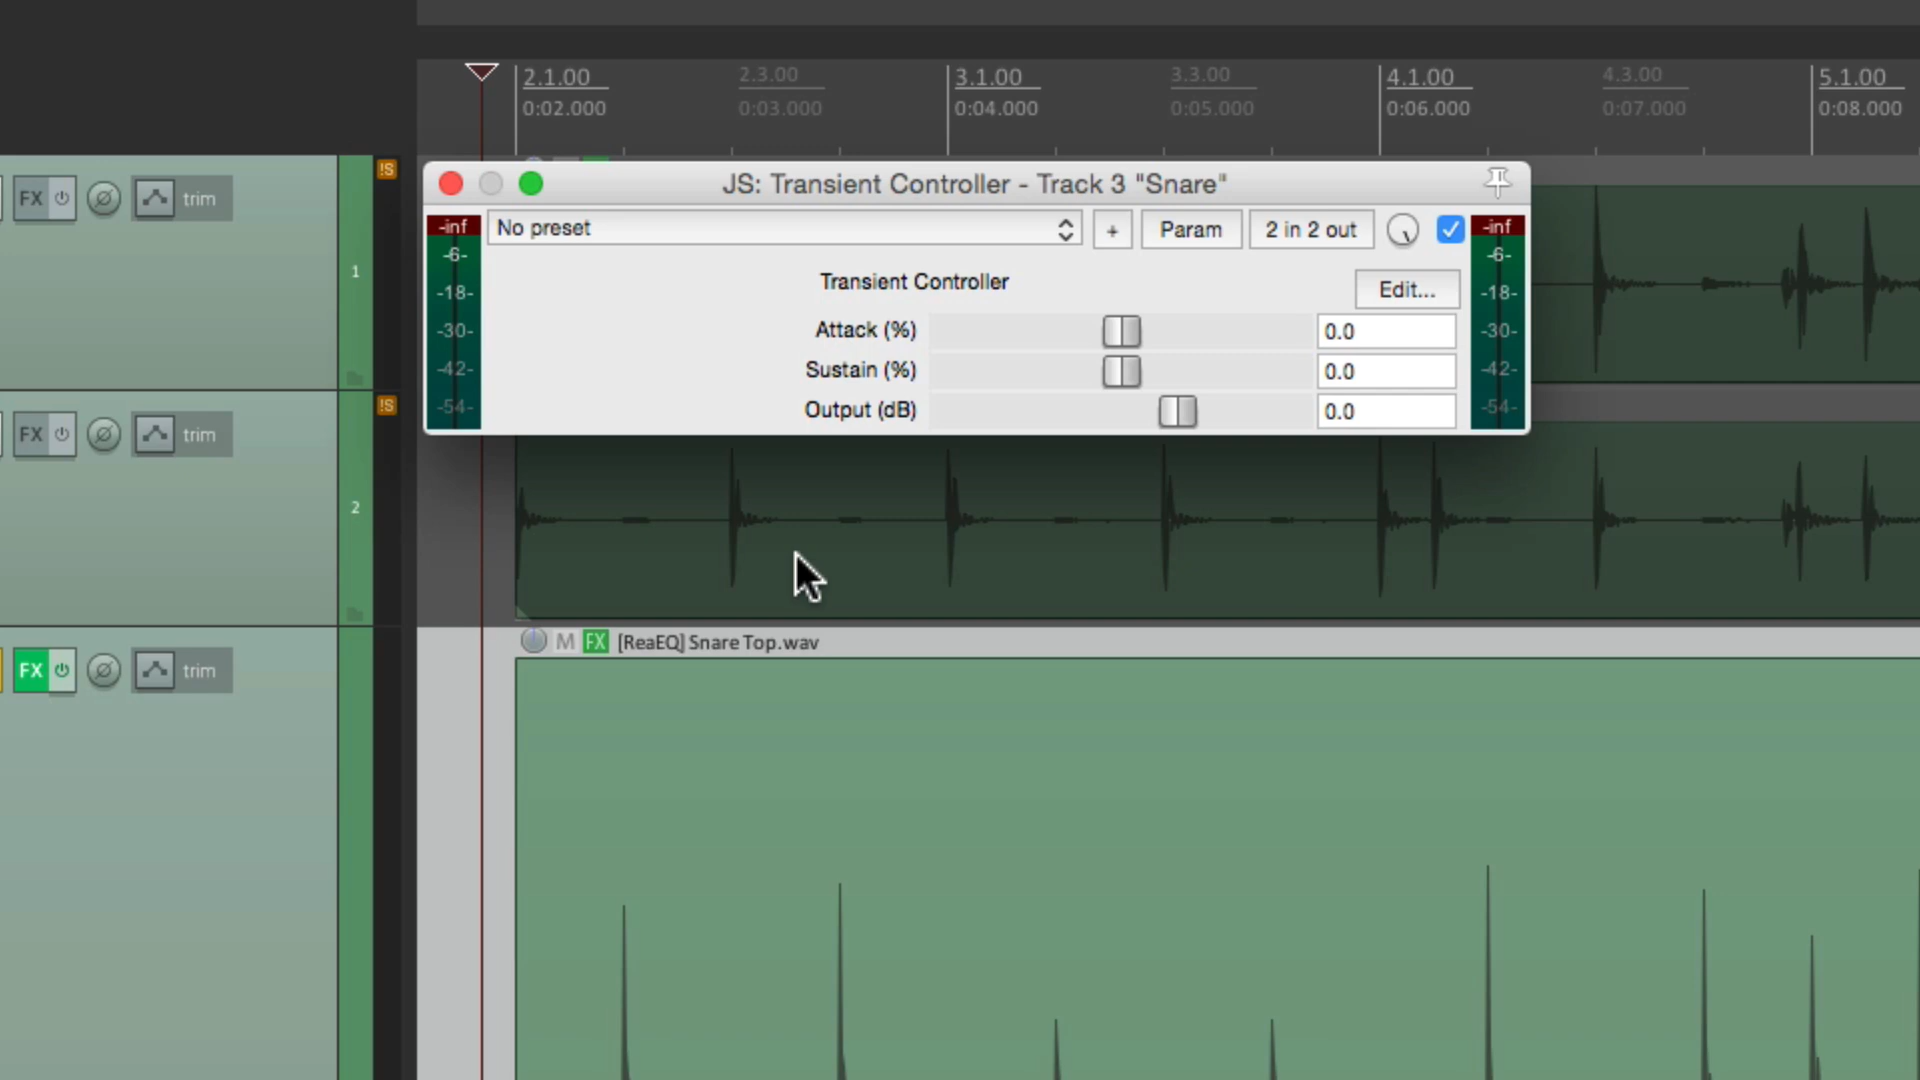 2.1.00 2.3.00 3.1.00 3.3.00 4.1.00 4.3.00 5.1.00
0:02.000 0:03.000 0:04.000 0:05.000 0:06.000 0:07.000 0:08.000
!S
FX trim
1
JS: Transient Controller - Track 3 "Snare"
-inf No preset + Param 2 in 2 out -inf
-6- -6-
Transient Controller Edit...
-18- -18-
Attack (%) 0.0
-30- -30-
Sustain (%) 0.0
-42- -42-
Output (dB) 0.0
-54- -54-
!S
FX trim
2
M FX [ReaEQ] Snare Top.wav
FX trim